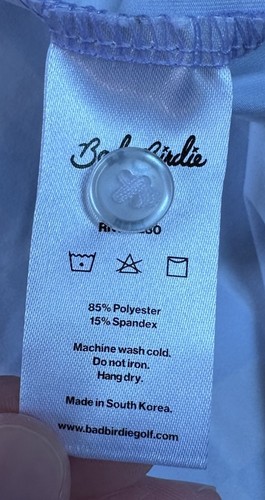 Bad Birdie
85% Polyester
15% Spandex
Machine wash cold.
Do not iron.
Hang dry.
Made in South Korea.
www.badbirdiegolf.com